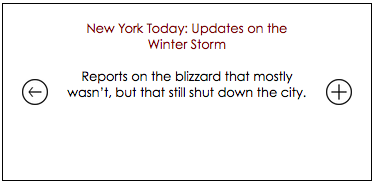 New York Today: Updates on the
Winter Storm
Reports on the blizzard that mostly
wasn't, but that still shut down the city.